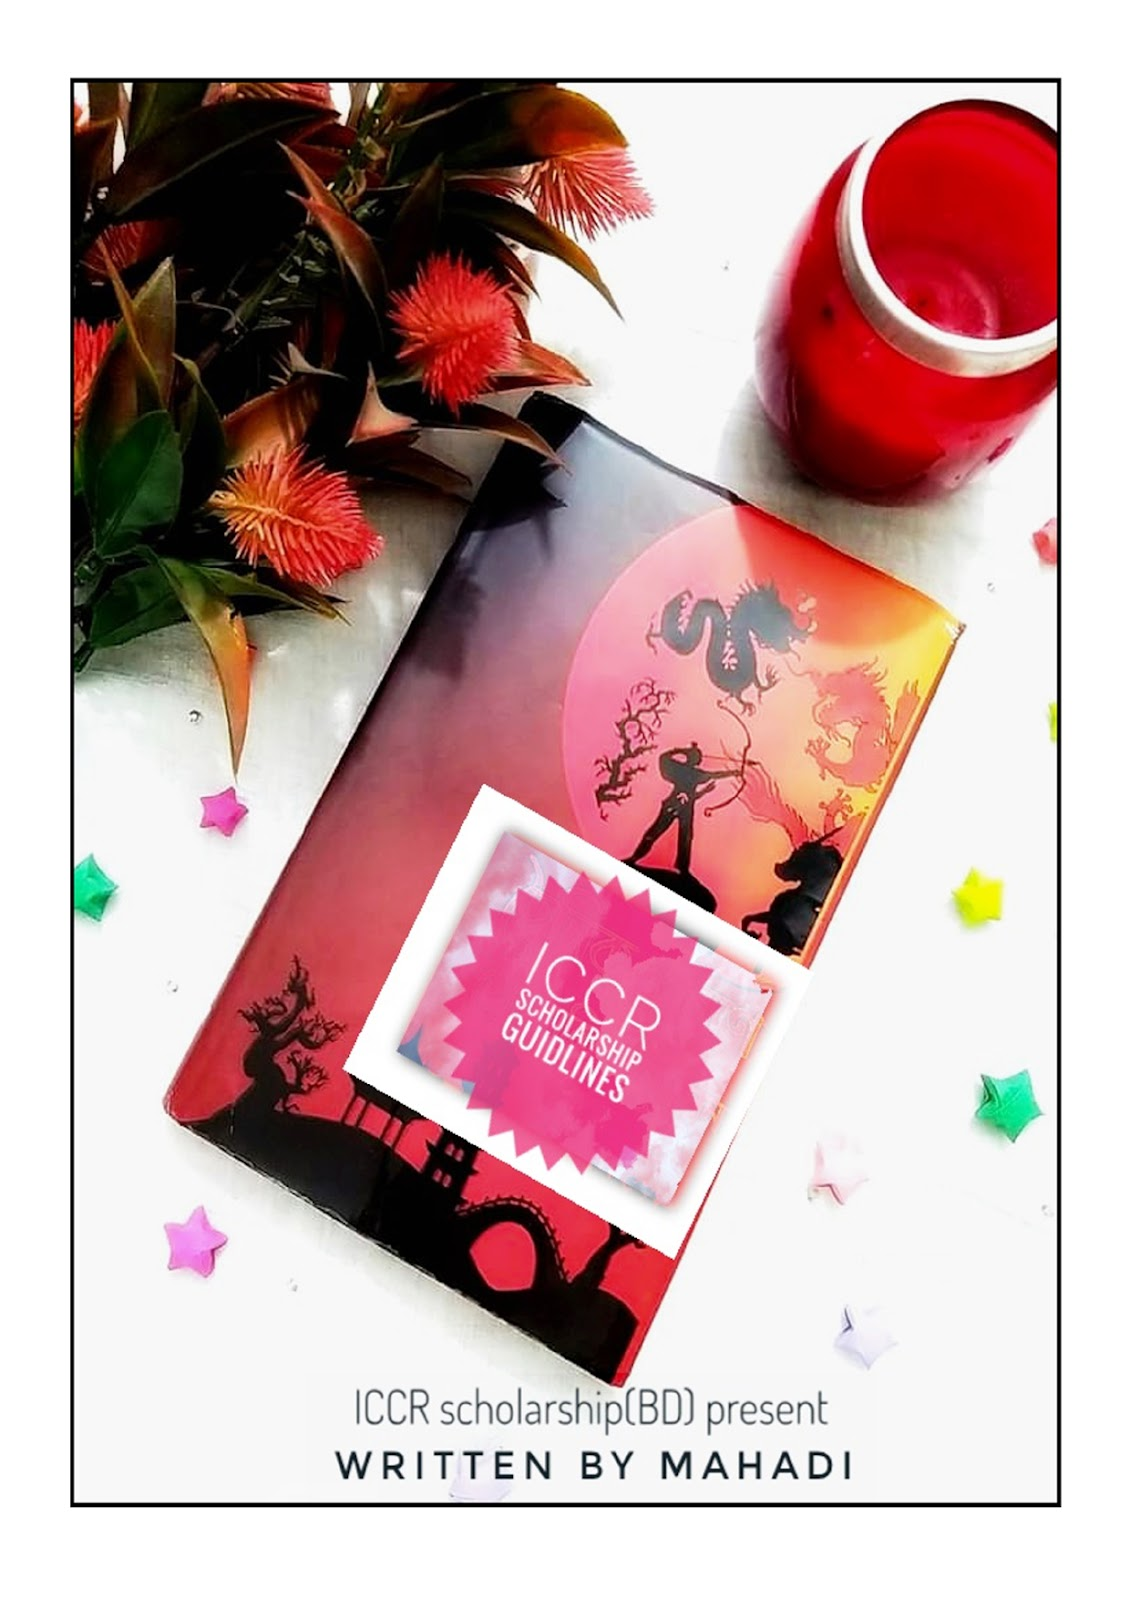 ICCR
SCHOLARSHIP
GUIDLINES
ICCR scholarship(BD) present
WRITTEN BY MAHADI